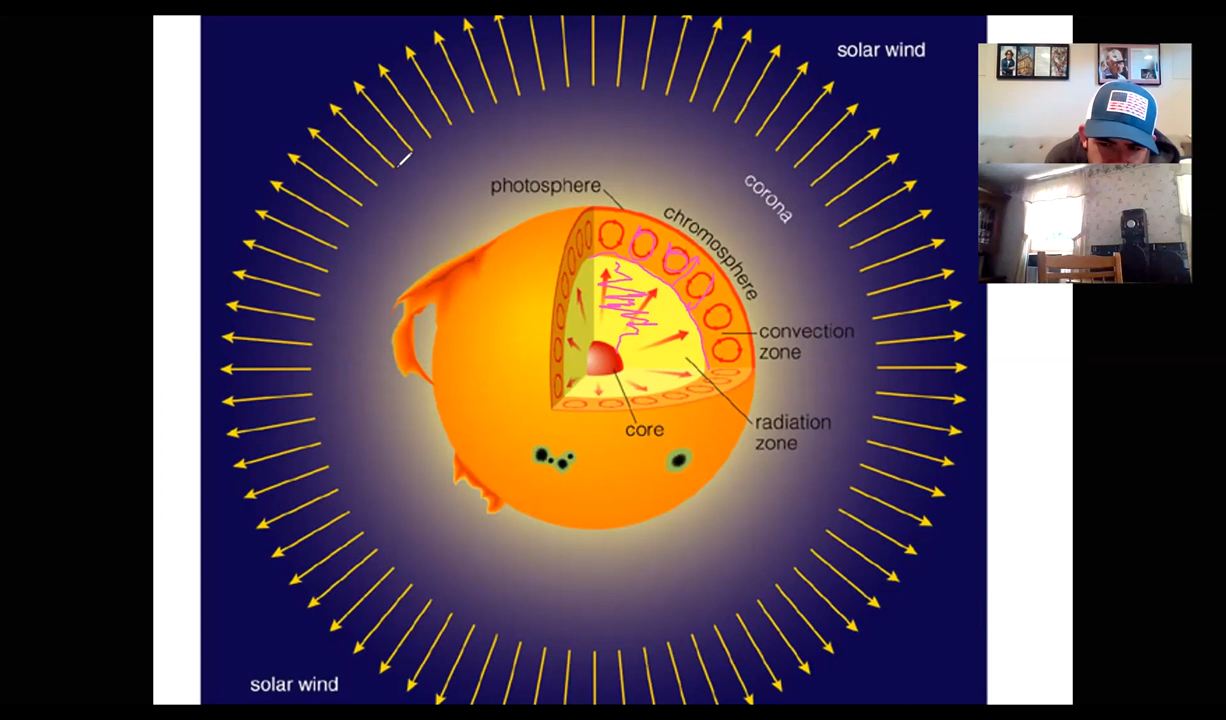 solar wind
corona
photosphere
chromosphere
convection
zone
radiation
zone
core
solar wind